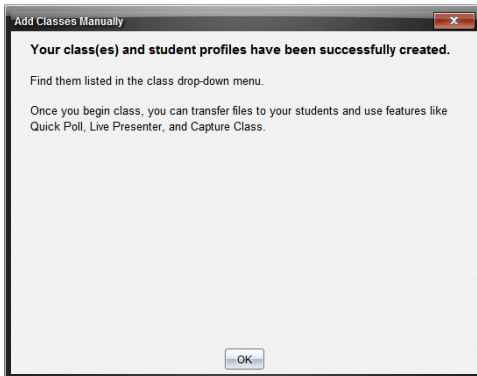 Add Classes Manually
Your class(es) and student profiles have been successfully created.
Find them listed in the class drop-down menu.
Once you begin class, you can transfer files to your students and use features like
Quick Poll, Live Presenter, and Capture Class.
OK